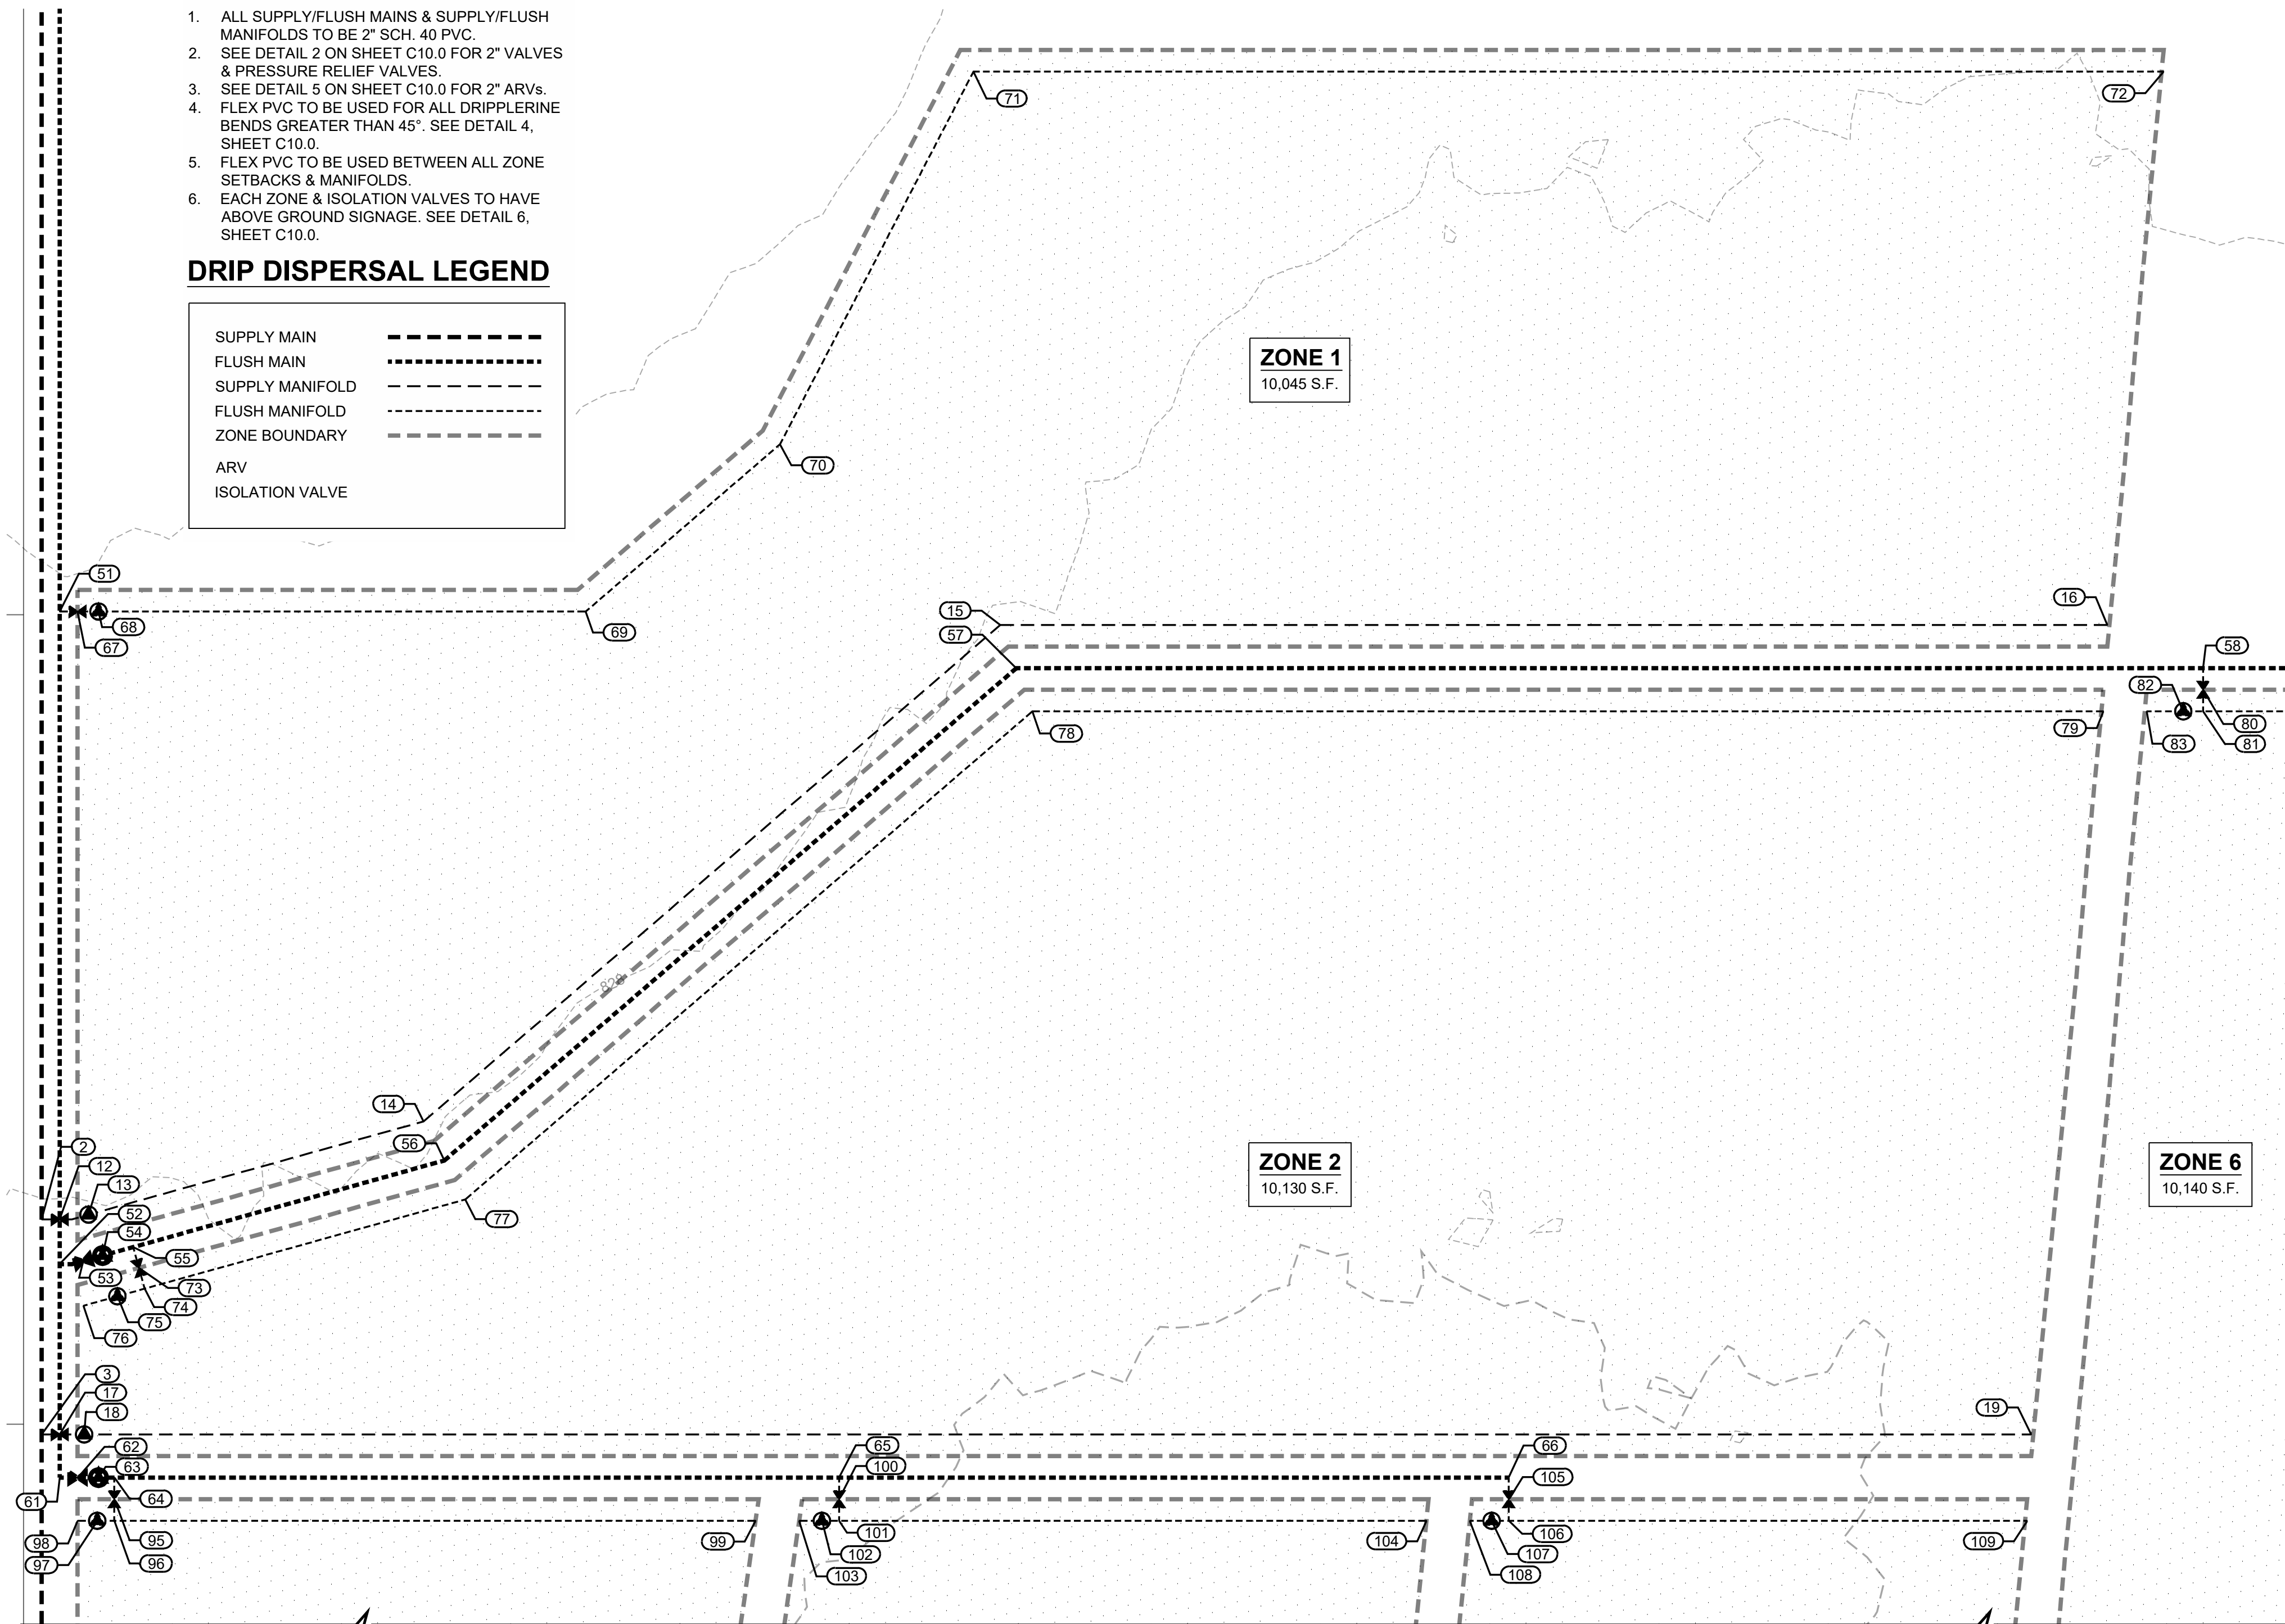 1. ALL SUPPLY/FLUSH MAINS & SUPPLY/FLUSH
MANIFOLDS TO BE 2" SCH. 40 PVC.
2. SEE DETAIL 2 ON SHEET C10.0 FOR 2" VALVES
& PRESSURE RELIEF VALVES.
3. SEE DETAIL 5 ON SHEET C10.0 FOR 2" ARVs.
4. FLEX PVC TO BE USED FOR ALL DRIPPLERINE
BENDS GREATER THAN 45°. SEE DETAIL 4,
SHEET C10.0.
5. FLEX PVC TO BE USED BETWEEN ALL ZONE
SETBACKS & MANIFOLDS.
6. EACH ZONE & ISOLATION VALVES TO HAVE
ABOVE GROUND SIGNAGE. SEE DETAIL 6,
SHEET C10.0.
DRIP DISPERSAL LEGEND
SUPPLY MAIN
FLUSH MAIN
SUPPLY MANIFOLD
FLUSH MANIFOLD
ZONE BOUNDARY
ARV
ISOLATION VALVE
71
72
ZONE 1
10,045 S.F.
70
51
68
67
69
15
57
16
58
82
80
81
83
79
78
14
56
2
12
13
52
54
55
53
73
74
75
76
77
ZONE 2
10,130 S.F.
ZONE 6
10,140 S.F.
3
17
18
19
62
63
64
61
65
100
66
105
98
97
95
96
99
101
102
103
104
106
107
108
109